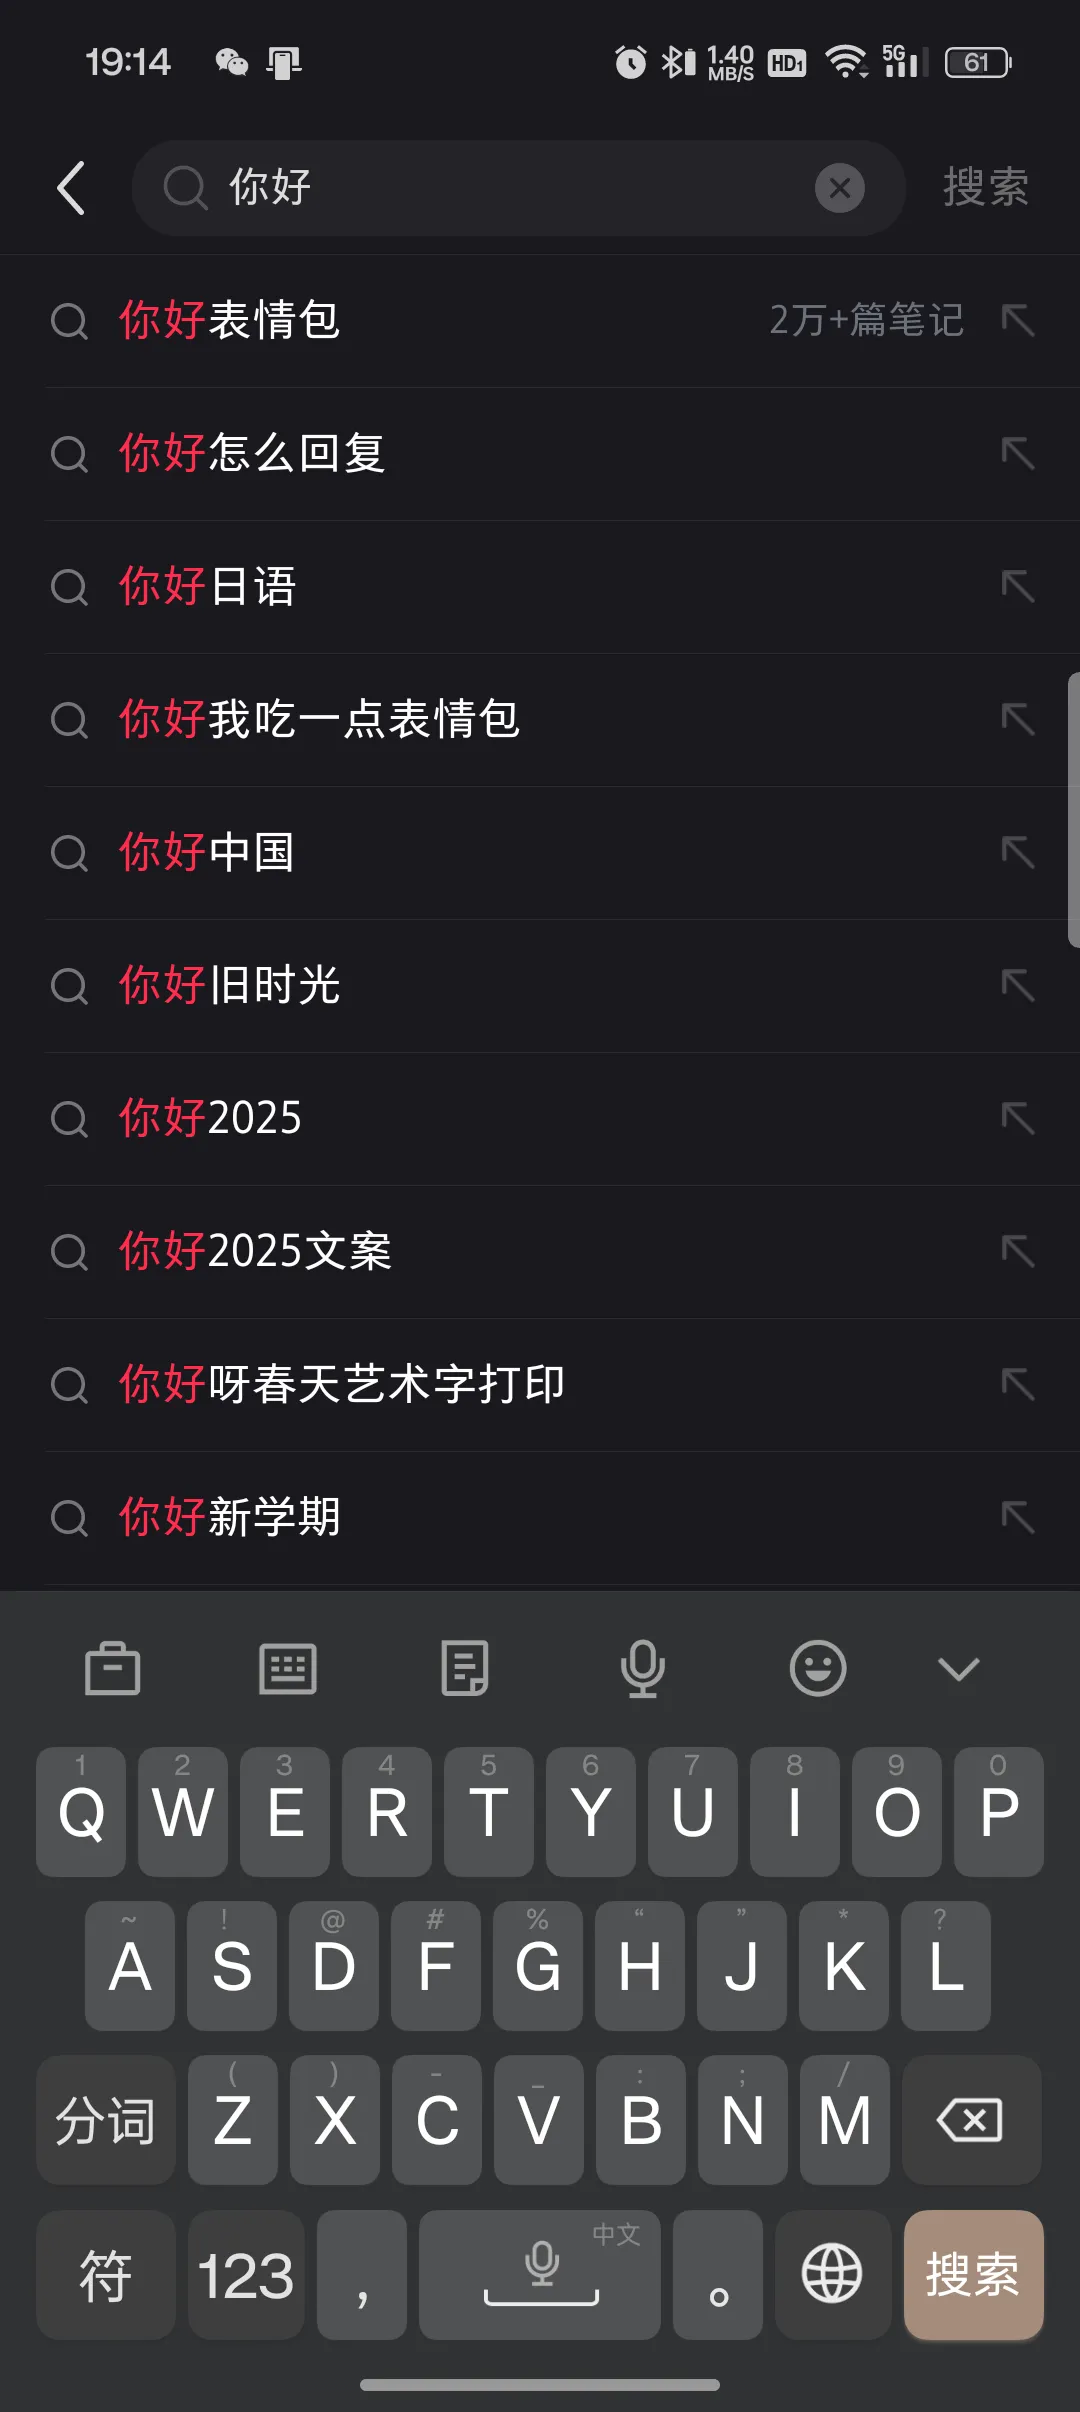 19:14 1.40 MB/S HD1 5G 61
你好 搜索
你好表情包 2万+篇笔记
你好怎么回复
你好日语
你好我吃一点表情包
你好中国
你好旧时光
你好2025
你好2025文案
你好呀春天艺术字打印
你好新学期
1 2 3 4 5 6 7 8 9 0
Q W E R T Y U I O P
~ ! @ # % “ ” * ?
A S D F G H J K L
( ) - _ : ; /
分词 Z X C V B N M
中文
符 123 , 。 搜索